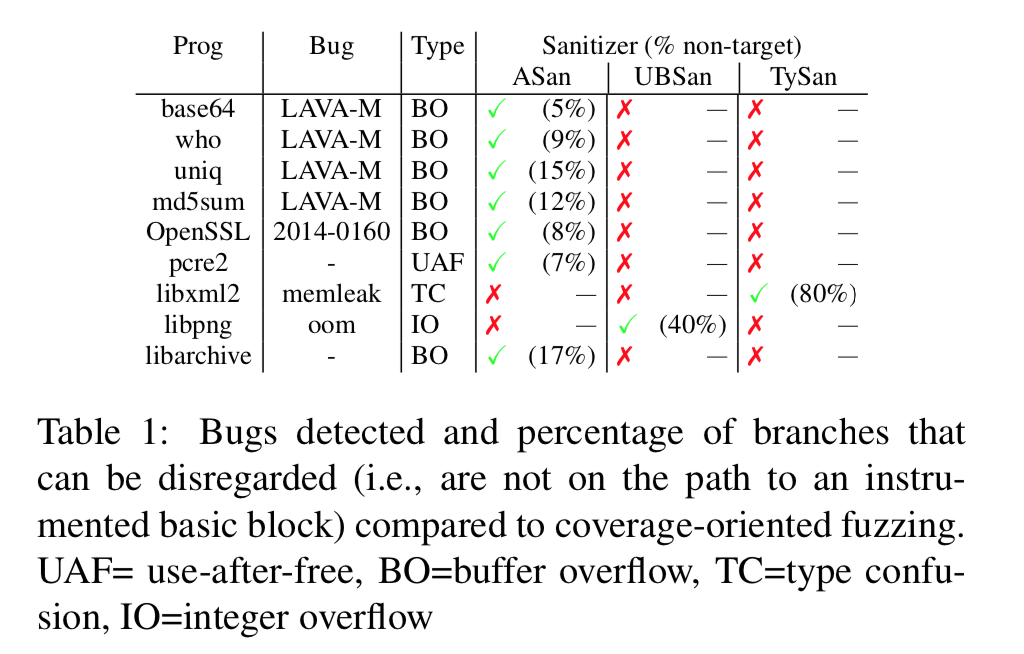 Prog Bug Type Sanitizer (% non-target)
ASan UBSan TySan
base64 LAVA-M BO ✓ (5%) ✗ — ✗ —
who LAVA-M BO ✓ (9%) ✗ — ✗ —
uniq LAVA-M BO ✓ (15%) ✗ — ✗ —
md5sum LAVA-M BO ✓ (12%) ✗ — ✗ —
OpenSSL 2014-0160 BO ✓ (8%) ✗ — ✗ —
pcre2 - UAF ✓ (7%) ✗ — ✗ —
libxml2 memleak TC ✗ — ✗ — ✓ (80%)
libpng oom IO ✗ — ✓ (40%) ✗ —
libarchive - BO ✓ (17%) ✗ — ✗ —
Table 1: Bugs detected and percentage of branches that
can be disregarded (i.e., are not on the path to an instru-
mented basic block) compared to coverage-oriented fuzzing.
UAF= use-after-free, BO=buffer overflow, TC=type confu-
sion, IO=integer overflow